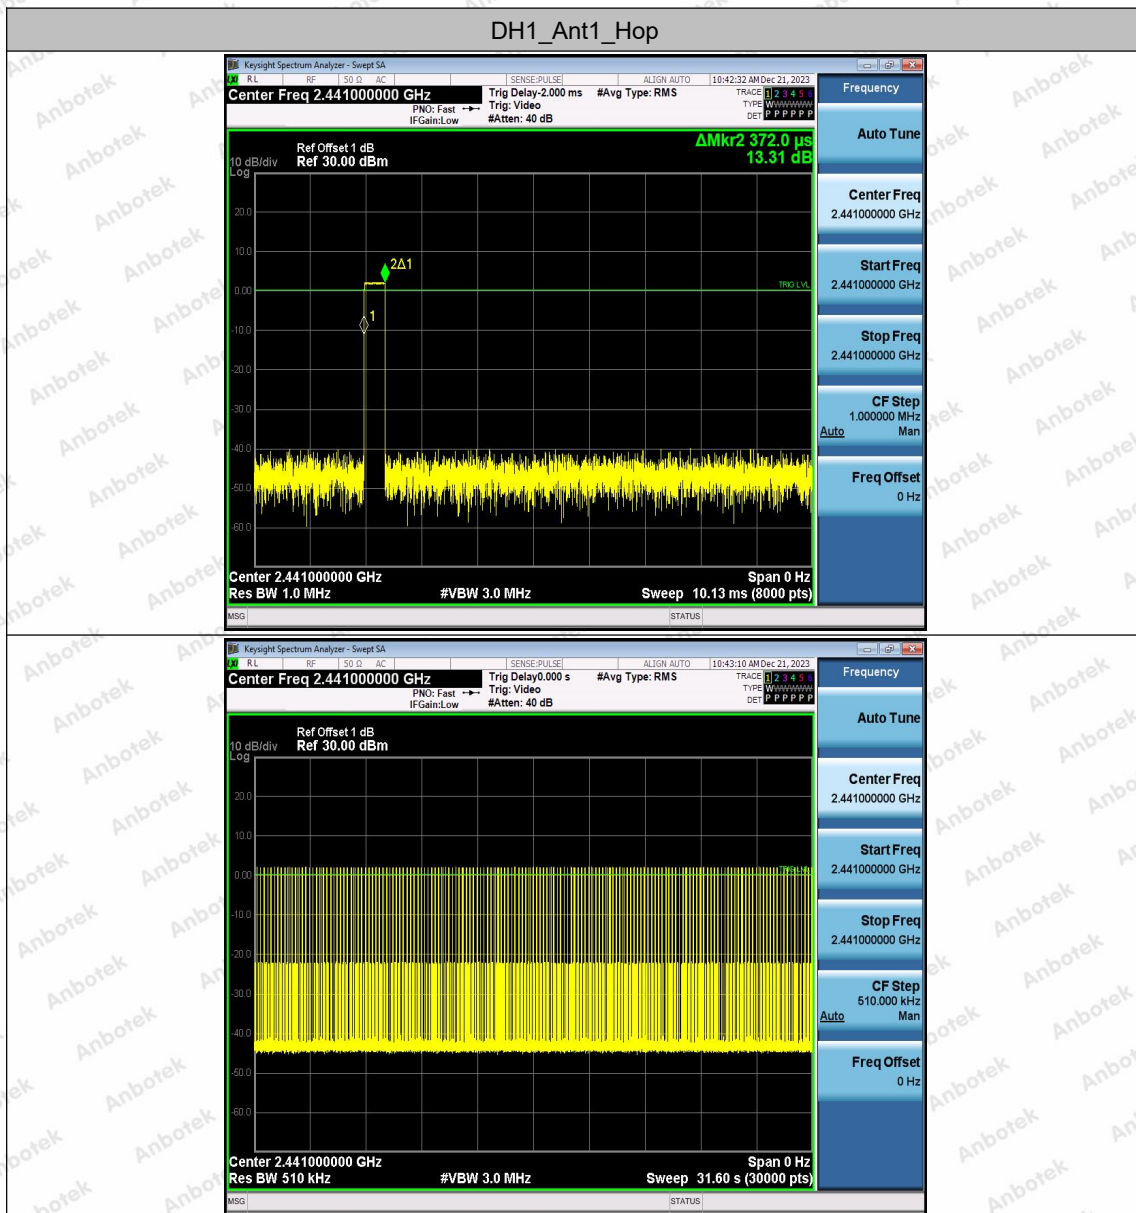 DH1_Ant1_Hop
Keysight Spectrum Analyzer - Swept SA
LXI RL RF 50 Ω AC SENSE:PULSE ALIGN AUTO 10:42:32 AM Dec 21, 2023
Center Freq 2.441000000 GHz
PNO: Fast
IFGain:Low
Trig Delay-2.000 ms
Trig: Video
#Atten: 40 dB
#Avg Type: RMS
TRACE 1 2 3 4 5 6
TYPE WWWWWW
DET P P P P P P
ΔMkr2 372.0 µs
13.31 dB
Ref Offset 1 dB
10 dB/div Ref 30.00 dBm
Log
20.0
10.0
0.00
-10.0
-20.0
-30.0
-40.0
-50.0
-60.0
2Δ1
1
TRIG LVL
Center 2.441000000 GHz Span 0 Hz
Res BW 1.0 MHz #VBW 3.0 MHz Sweep 10.13 ms (8000 pts)
MSG STATUS
Frequency
Auto Tune
Center Freq
2.441000000 GHz
Start Freq
2.441000000 GHz
Stop Freq
2.441000000 GHz
CF Step
1.000000 MHz
Auto Man
Freq Offset
0 Hz
Keysight Spectrum Analyzer - Swept SA
LXI RL RF 50 Ω AC SENSE:PULSE ALIGN AUTO 10:43:10 AM Dec 21, 2023
Center Freq 2.441000000 GHz
PNO: Fast
IFGain:Low
Trig Delay0.000 s
Trig: Video
#Atten: 40 dB
#Avg Type: RMS
TRACE 1 2 3 4 5 6
TYPE WWWWWW
DET P P P P P P
Ref Offset 1 dB
10 dB/div Ref 30.00 dBm
Log
20.0
10.0
0.00
-10.0
-20.0
-30.0
-40.0
-50.0
-60.0
TRIG LVL
Center 2.441000000 GHz Span 0 Hz
Res BW 510 kHz #VBW 3.0 MHz Sweep 31.60 s (30000 pts)
MSG STATUS
Frequency
Auto Tune
Center Freq
2.441000000 GHz
Start Freq
2.441000000 GHz
Stop Freq
2.441000000 GHz
CF Step
510.000 kHz
Auto Man
Freq Offset
0 Hz
Anbotek